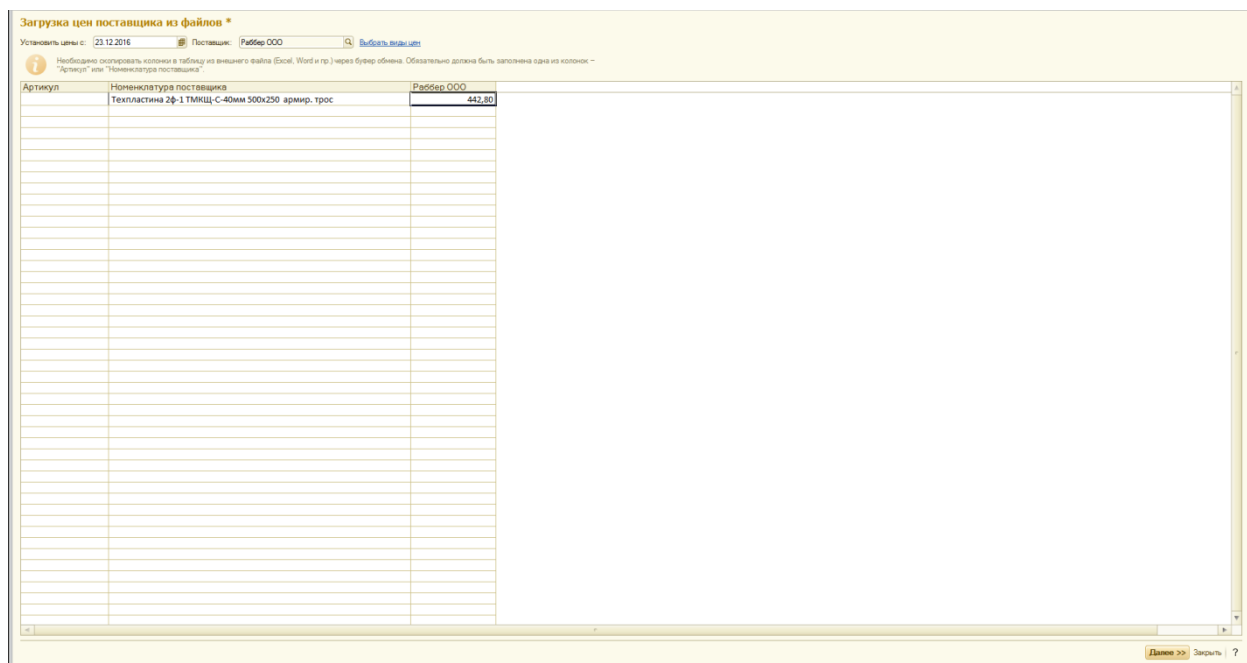 Загрузка цен поставщика из файлов *
Установить цены с: 23.12.2016 Поставщик: Раббер ООО Выбрать виды цен
Необходимо скопировать колонки в таблицу из внешнего файла (Excel, Word и пр.) через буфер обмена. Обязательно должна быть заполнена одна из колонок –
"Артикул" или "Номенклатура поставщика".
Артикул Номенклатура поставщика Раббер ООО
Техпластина 2ф-1 ТМКЩ-С-40мм 500х250 армир. трос 442,80
Далее >> Закрыть ?